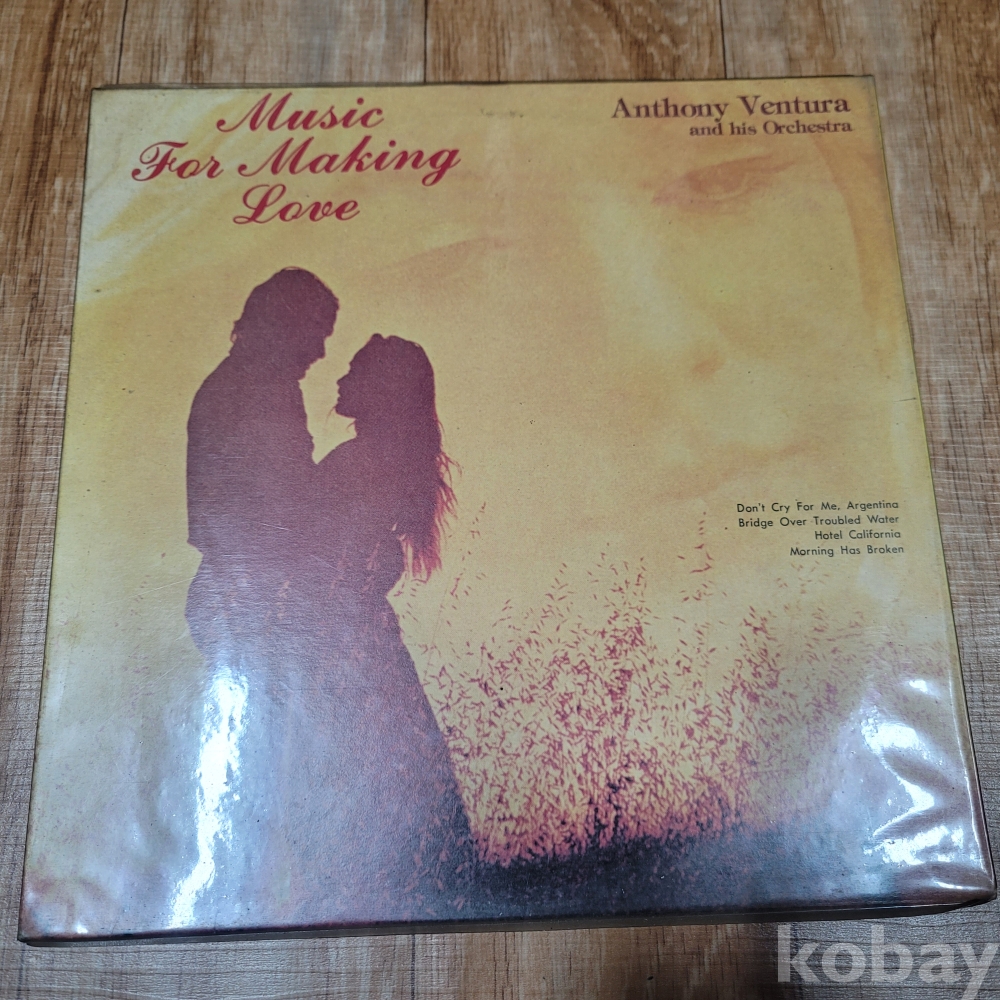 Music
For Making
Love
Anthony Ventura
and his Orchestra
Don't Cry For Me, Argentina
Bridge Over Troubled Water
Hotel California
Morning Has Broken
kobay